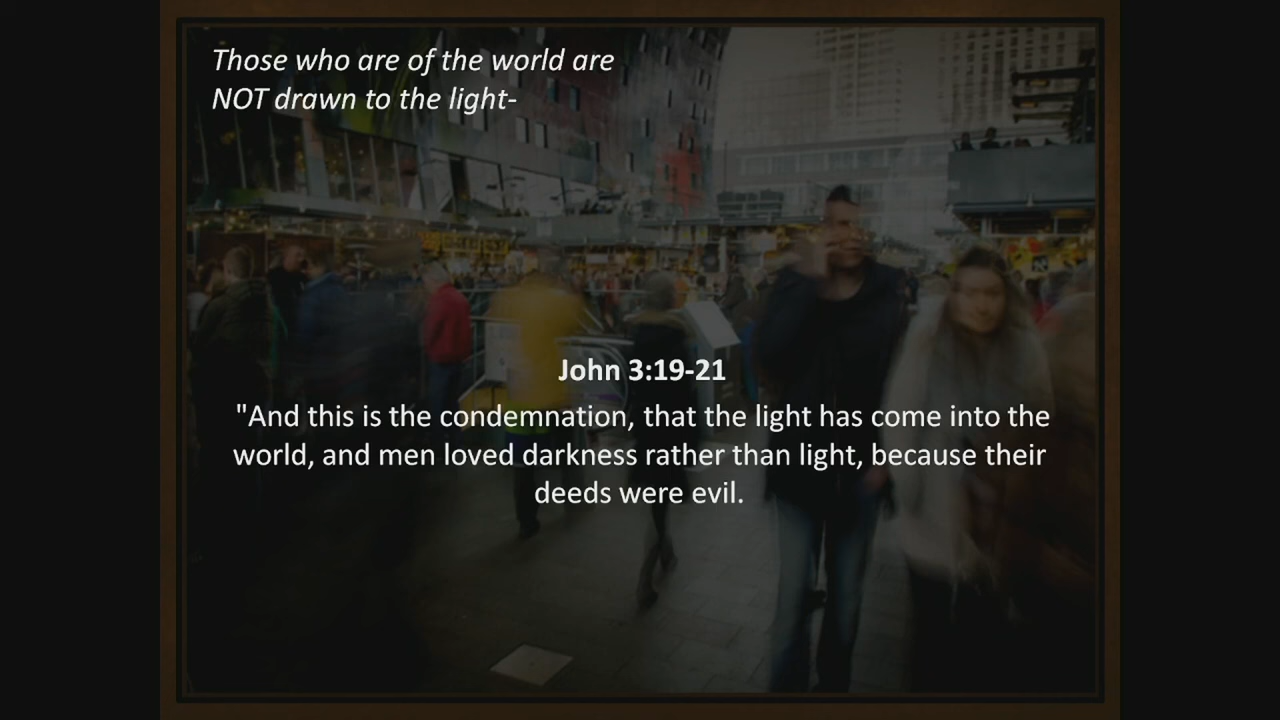 Those who are of the world are
NOT drawn to the light-
John 3:19-21
"And this is the condemnation, that the light has come into the
world, and men loved darkness rather than light, because their
deeds were evil.